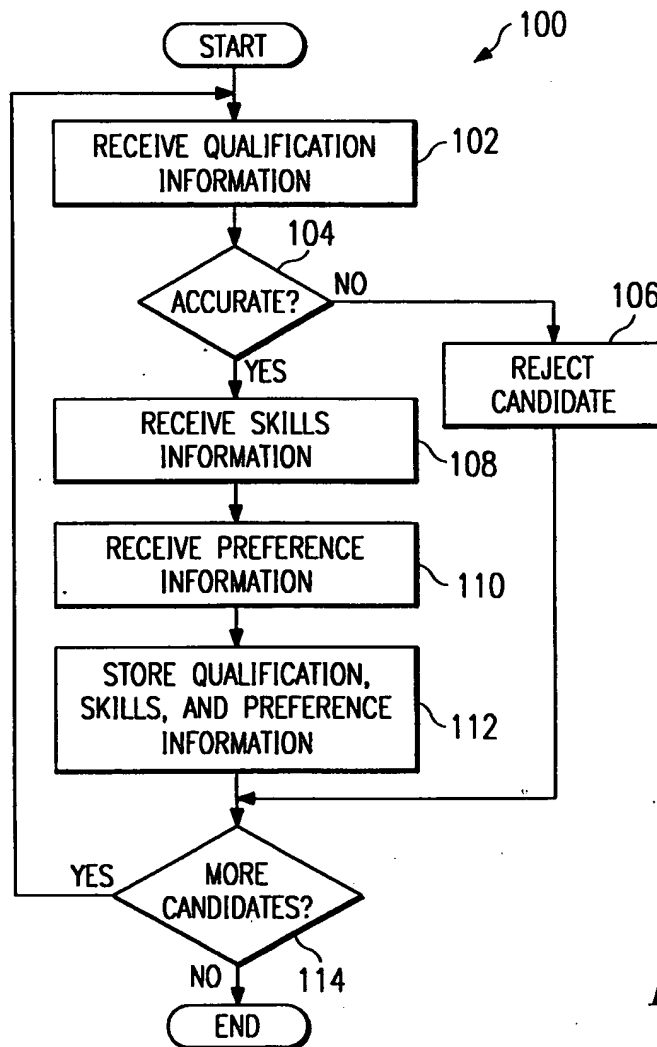 START
100
RECEIVE QUALIFICATION
INFORMATION
102
104
ACCURATE?
NO
106
YES
REJECT
CANDIDATE
RECEIVE SKILLS
INFORMATION
108
RECEIVE PREFERENCE
INFORMATION
110
STORE QUALIFICATION,
SKILLS, AND PREFERENCE
INFORMATION
112
YES
MORE
CANDIDATES?
114
NO
END